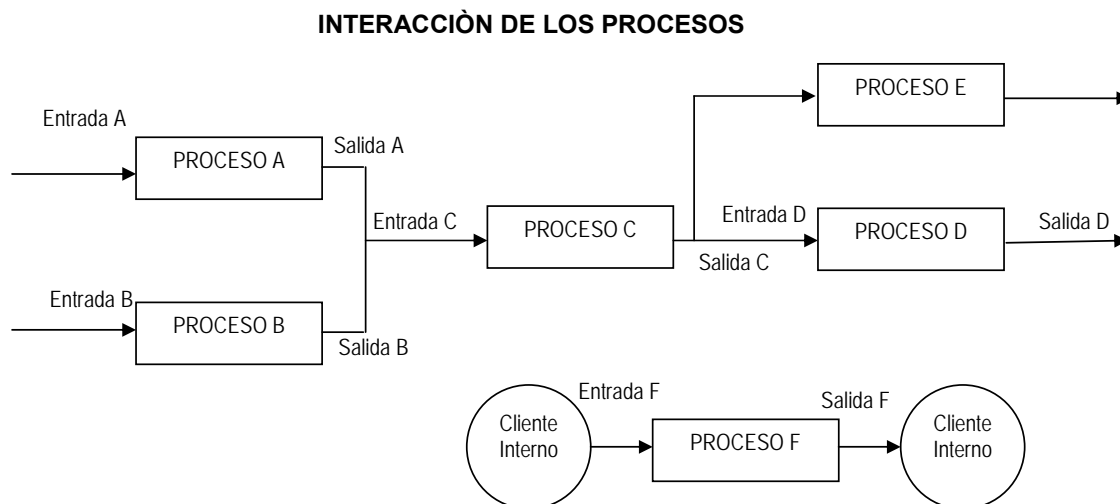 INTERACCIÒN DE LOS PROCESOS
PROCESO E
Entrada A
PROCESO A
Salida A
Entrada C
PROCESO C
Entrada D
Salida C
PROCESO D
Salida D
Entrada B
PROCESO B
Salida B
Cliente
Interno
Entrada F
PROCESO F
Salida F
Cliente
Interno